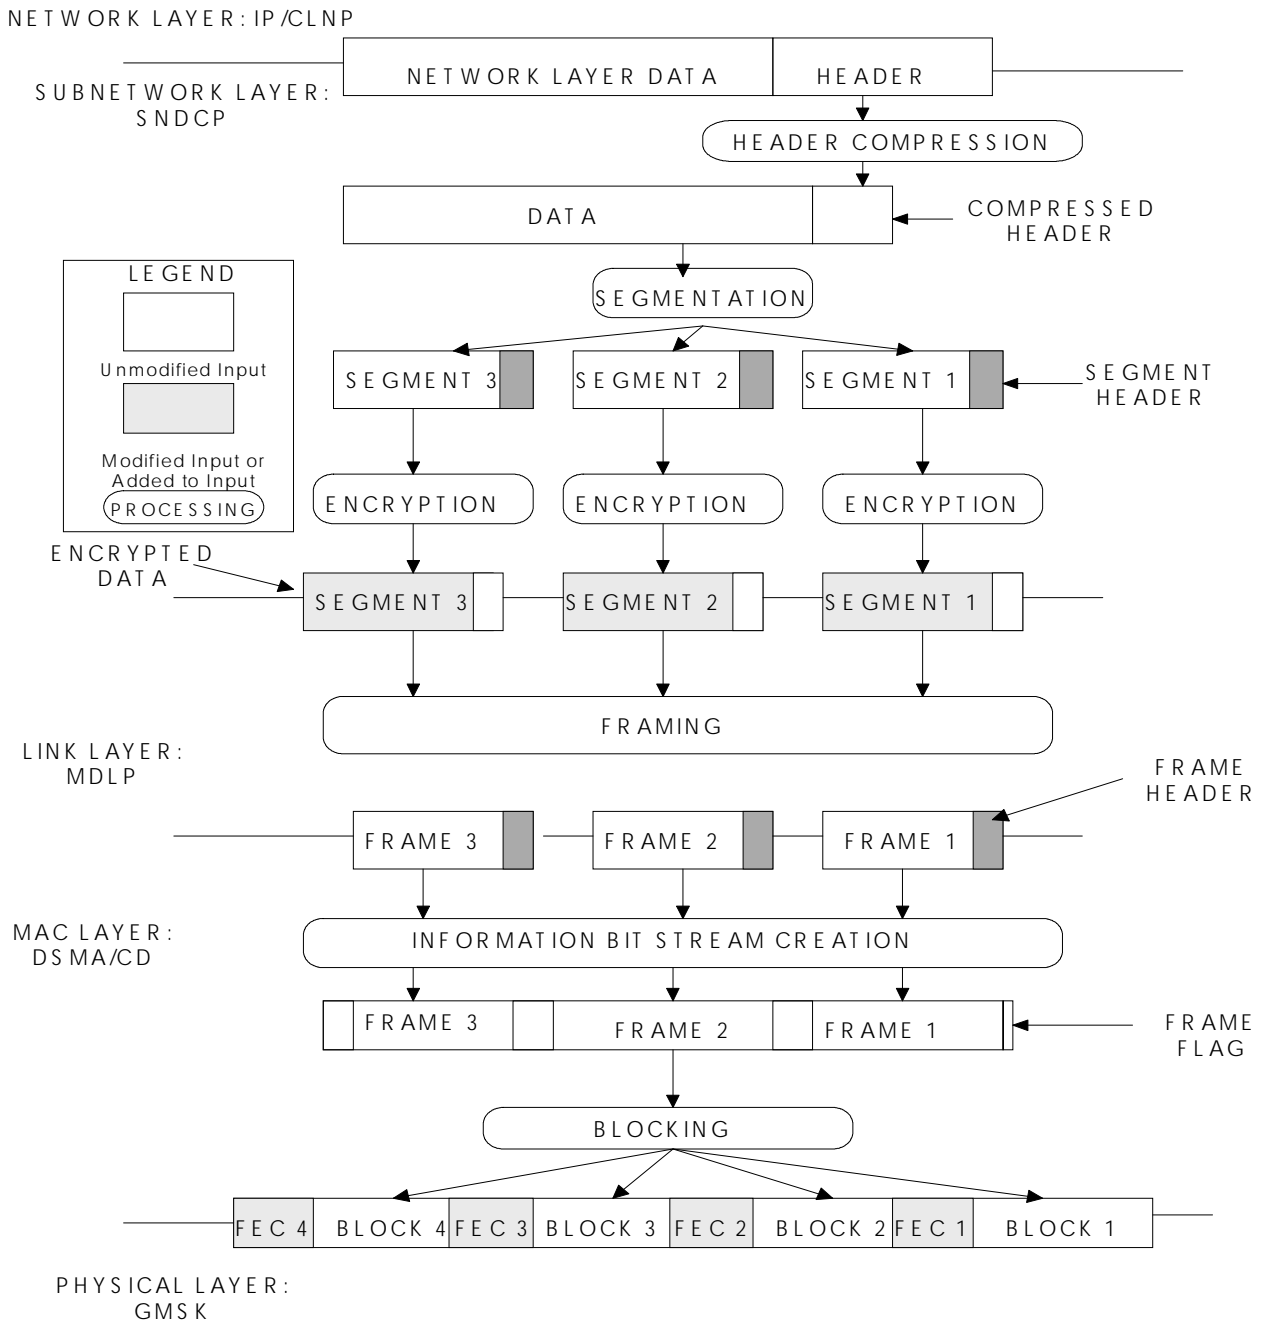 NETWORK LAYER: IP/CLNP
NETWORK LAYER DATA HEADER
SUBNETWORK LAYER:
SNDCP
HEADER COMPRESSION
DATA
COMPRESSED
HEADER
LEGEND
Unmodified Input
Modified Input or
Added to Input
PROCESSING
SEGMENTATION
SEGMENT 3 SEGMENT 2 SEGMENT 1
SEGMENT
HEADER
ENCRYPTION ENCRYPTION ENCRYPTION
ENCRYPTED
DATA
SEGMENT 3 SEGMENT 2 SEGMENT 1
FRAMING
LINK LAYER:
MDLP
FRAME
HEADER
FRAME 3 FRAME 2 FRAME 1
MAC LAYER:
DSMA/CD
INFORMATION BIT STREAM CREATION
FRAME 3 FRAME 2 FRAME 1
FRAME
FLAG
BLOCKING
FEC 4 BLOCK 4 FEC 3 BLOCK 3 FEC 2 BLOCK 2 FEC 1 BLOCK 1
PHYSICAL LAYER:
GMSK